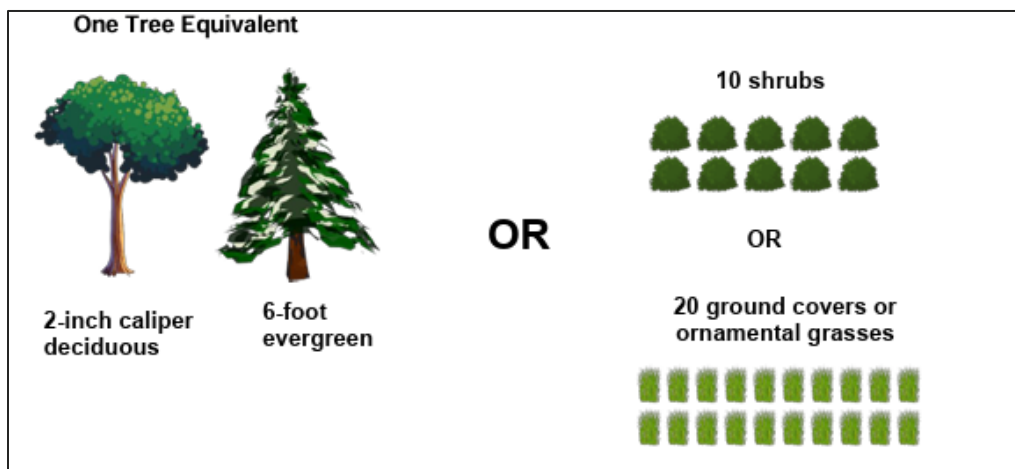 One Tree Equivalent
2-inch caliper
deciduous
6-foot
evergreen
OR
10 shrubs
OR
20 ground covers or
ornamental grasses